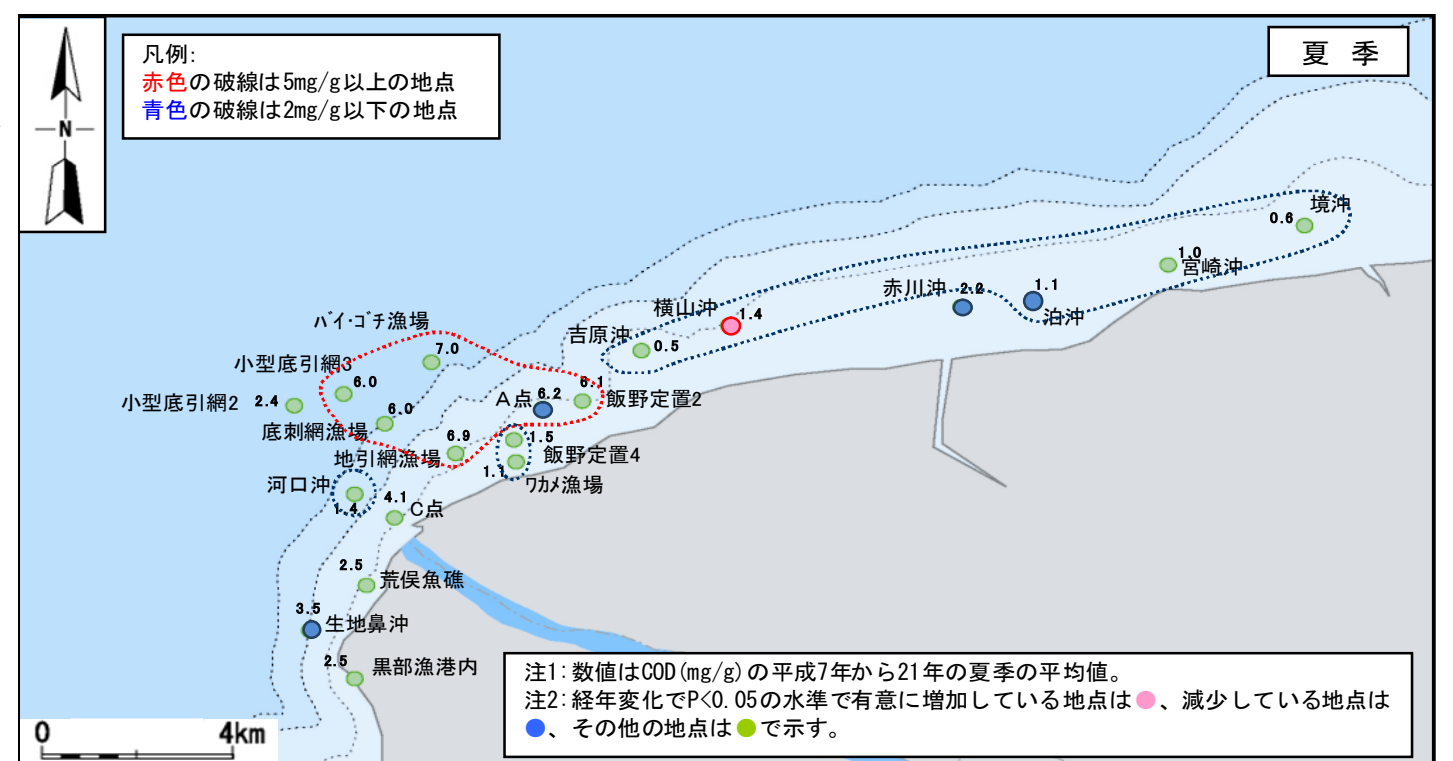 夏 季
凡例:
赤色の破線は5mg/g以上の地点
青色の破線は2mg/g以下の地点
N
境沖
0.6
1.0
宮崎沖
赤川沖
2.2
1.1
泊沖
横山沖
1.4
吉原沖
0.5
ﾊﾞｲ・ｺﾞﾁ漁場
7.0
小型底引網3
6.0
小型底引網2
2.4
6.0
底刺網漁場
A点
6.2
6.1
飯野定置2
6.9
地引網漁場
1.5
飯野定置4
1.1
ﾜｶﾒ漁場
河口沖
1.4
4.1
C点
2.5
荒俣魚礁
3.5
生地鼻沖
2.5
黒部漁港内
注1:数値はCOD(mg/g)の平成7年から21年の夏季の平均値。
注2:経年変化でP<0.05の水準で有意に増加している地点は●、減少している地点は
●、その他の地点は●で示す。
0
4km